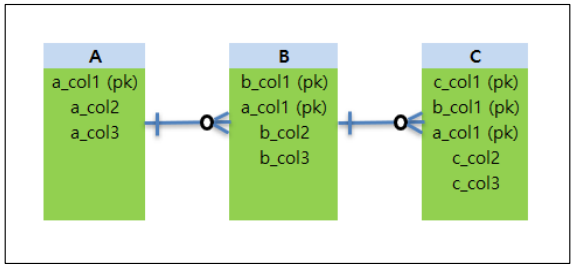 A
a_col1 (pk)
a_col2
a_col3
B
b_col1 (pk)
a_col1 (pk)
b_col2
b_col3
C
c_col1 (pk)
b_col1 (pk)
a_col1 (pk)
c_col2
c_col3